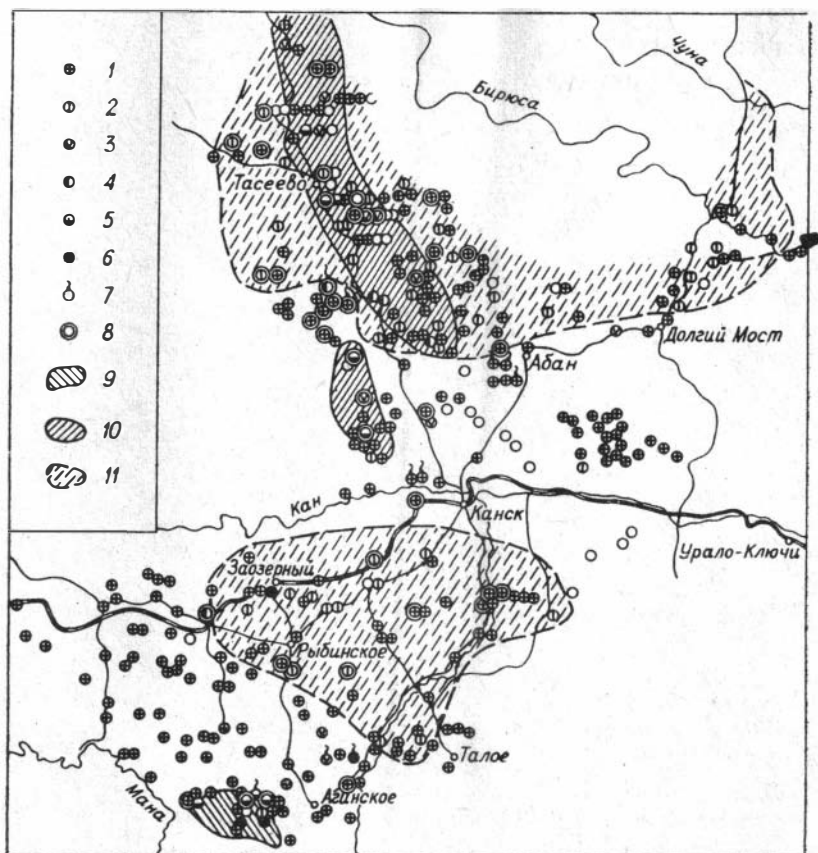 1
2
3
4
5
6
7
8
9
10
11
Чуна
Бирюса
Тасеево
Долгий Мост
Абан
Кан
Канск
Урало-Ключи
Заозерный
Рыбинское
Талое
Аганское
Мана